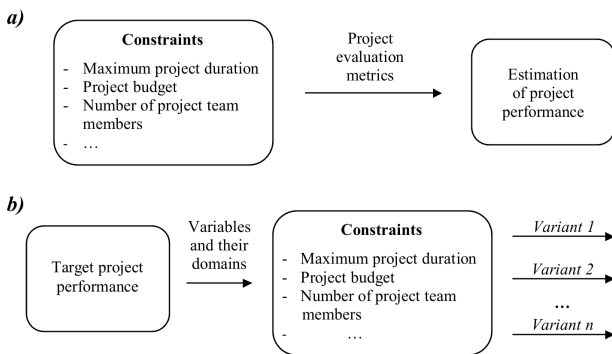 a)
Constraints
- Maximum project duration
- Project budget
- Number of project team
members
- …
Project
evaluation
metrics
Estimation
of project
performance
b)
Target project
performance
Variables
and their
domains
Constraints
- Maximum project duration
- Project budget
- Number of project team
members
- …
Variant 1
Variant 2
...
Variant n